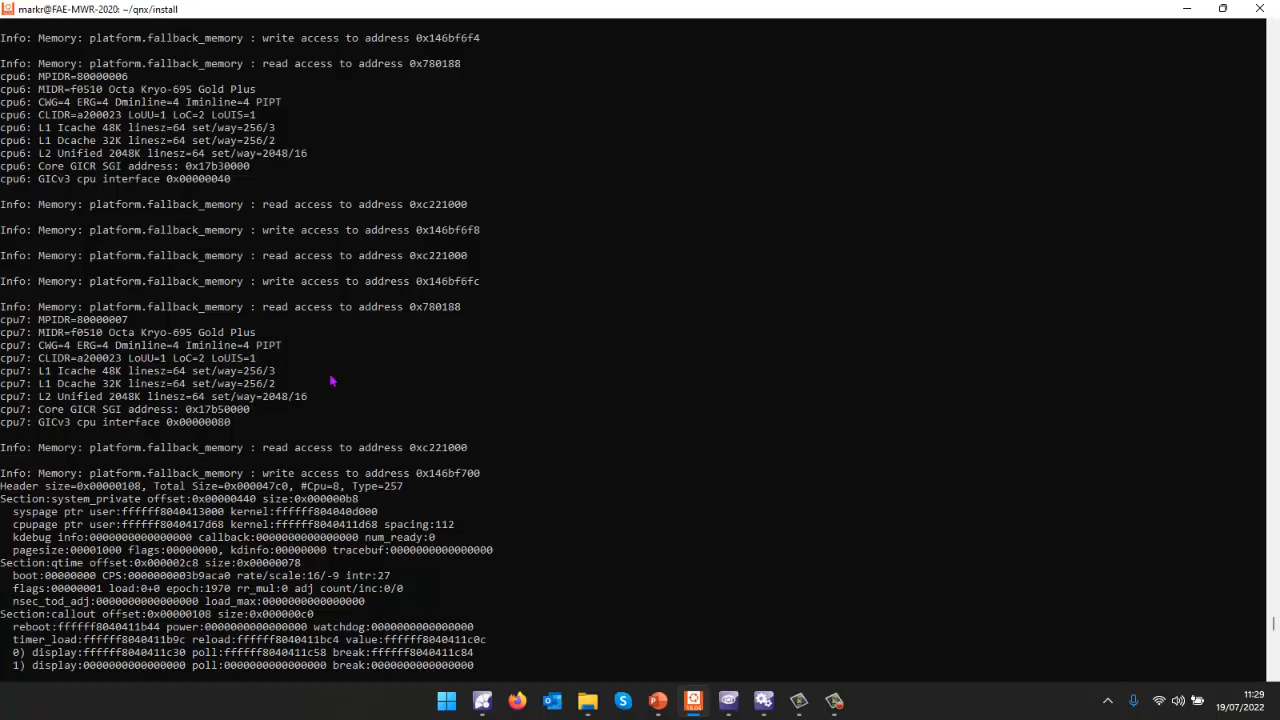 markr@FAE-MWR-2020: ~/qnx/install
Info: Memory: platform.fallback_memory : write access to address 0x146bf6f4
Info: Memory: platform.fallback_memory : read access to address 0x780188
cpu6: MPIDR=80000006
cpu6: MIDR=f0510 Octa Kryo-695 Gold Plus
cpu6: CWG=4 ERG=4 Dminline=4 Iminline=4 PIPT
cpu6: CLIDR=a200023 LoUU=1 LoC=2 LoUIS=1
cpu6: L1 Icache 48K linesz=64 set/way=256/3
cpu6: L1 Dcache 32K linesz=64 set/way=256/2
cpu6: L2 Unified 2048K linesz=64 set/way=2048/16
cpu6: Core GICR SGI address: 0x17b30000
cpu6: GICv3 cpu interface 0x00000040
Info: Memory: platform.fallback_memory : read access to address 0xc221000
Info: Memory: platform.fallback_memory : write access to address 0x146bf6f8
Info: Memory: platform.fallback_memory : read access to address 0xc221000
Info: Memory: platform.fallback_memory : write access to address 0x146bf6fc
Info: Memory: platform.fallback_memory : read access to address 0x780188
cpu7: MPIDR=80000007
cpu7: MIDR=f0510 Octa Kryo-695 Gold Plus
cpu7: CWG=4 ERG=4 Dminline=4 Iminline=4 PIPT
cpu7: CLIDR=a200023 LoUU=1 LoC=2 LoUIS=1
cpu7: L1 Icache 48K linesz=64 set/way=256/3
cpu7: L1 Dcache 32K linesz=64 set/way=256/2
cpu7: L2 Unified 2048K linesz=64 set/way=2048/16
cpu7: Core GICR SGI address: 0x17b50000
cpu7: GICv3 cpu interface 0x00000080
Info: Memory: platform.fallback_memory : read access to address 0xc221000
Info: Memory: platform.fallback_memory : write access to address 0x146bf700
Header size=0x00000108, Total Size=0x000047c0, #Cpu=8, Type=257
Section:system_private offset:0x00000440 size:0x000000b8
syspage ptr user:ffffff8040413000 kernel:ffffff804040d000
cpupage ptr user:ffffff8040417d68 kernel:ffffff8040411d68 spacing:112
kdebug info:0000000000000000 callback:0000000000000000 num_ready:0
pagesize:00001000 flags:00000000, kdinfo:00000000 tracebuf:0000000000000000
Section:qtime offset:0x000002c8 size:0x00000078
boot:00000000 CPS:0000000003b9aca0 rate/scale:16/-9 intr:27
flags:00000001 load:0+0 epoch:1970 rr_mul:0 adj count/inc:0/0
nsec_tod_adj:0000000000000000 load_max:0000000000000000
Section:callout offset:0x00000108 size:0x000000c0
reboot:ffffff8040411b44 power:0000000000000000 watchdog:0000000000000000
timer_load:ffffff8040411b9c reload:ffffff8040411bc4 value:ffffff8040411c0c
0) display:ffffff8040411c30 poll:ffffff8040411c58 break:ffffff8040411c84
1) display:0000000000000000 poll:0000000000000000 break:0000000000000000
18.04
11:29
19/07/2022